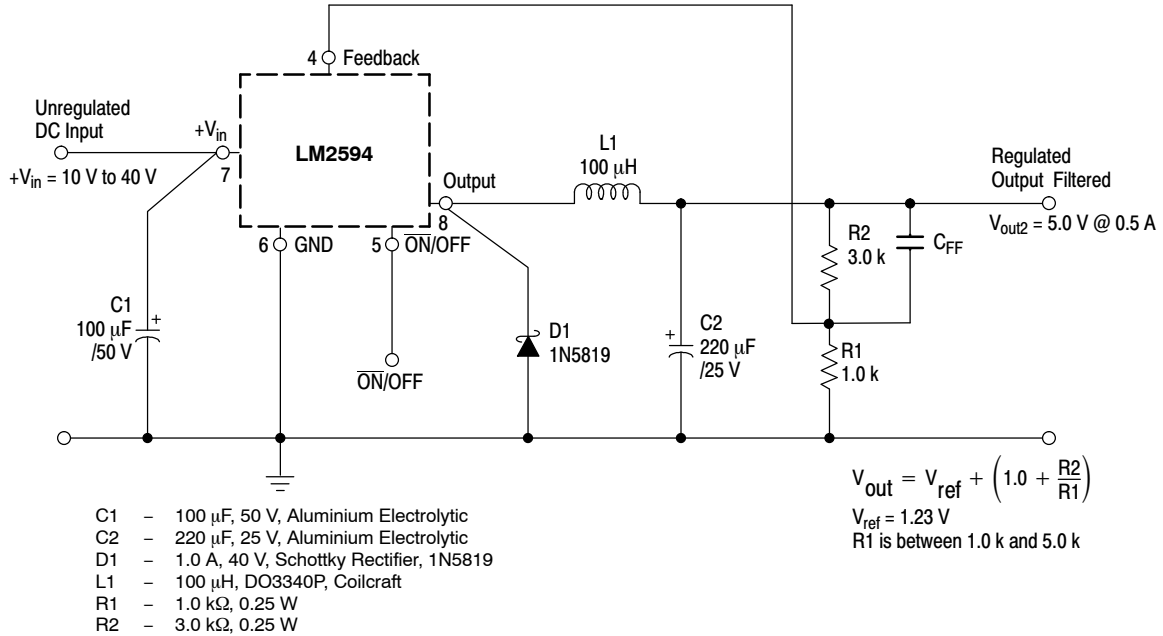 4 Feedback
Unregulated
DC Input
+Vin
LM2594
7
+Vin = 10 V to 40 V
Output
8
L1
100 μH
Regulated
Output Filtered
Vout2 = 5.0 V @ 0.5 A
6 GND
5 ON/OFF
R2
3.0 k
CFF
C1
100 μF
/50 V
+
ON/OFF
D1
1N5819
+
C2
220 μF
/25 V
R1
1.0 k
Vout = Vref + (1.0 + R2/R1)
Vref = 1.23 V
R1 is between 1.0 k and 5.0 k
C1 – 100 μF, 50 V, Aluminium Electrolytic
C2 – 220 μF, 25 V, Aluminium Electrolytic
D1 – 1.0 A, 40 V, Schottky Rectifier, 1N5819
L1 – 100 μH, DO3340P, Coilcraft
R1 – 1.0 kΩ, 0.25 W
R2 – 3.0 kΩ, 0.25 W